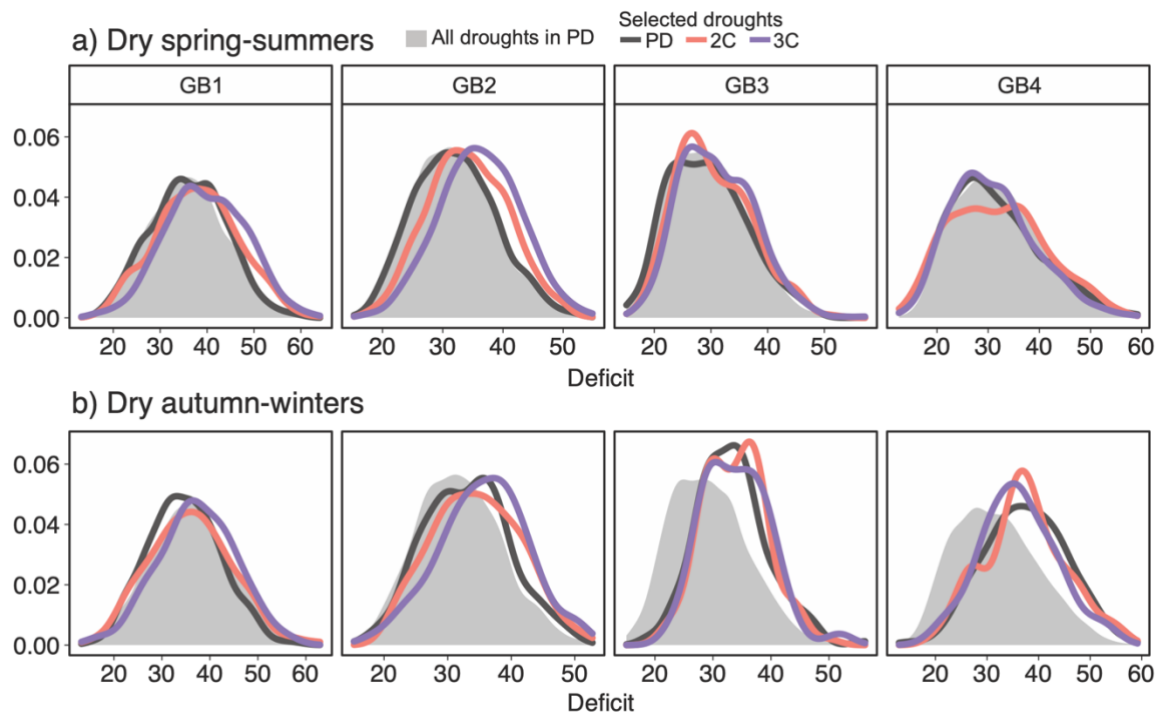 a) Dry spring-summers
All droughts in PD
Selected droughts
PD 2C 3C
GB1 GB2 GB3 GB4
0.06
0.04
0.02
0.00
20 30 40 50 60 20 30 40 50 20 30 40 50 20 30 40 50 60
Deficit
b) Dry autumn-winters
0.06
0.04
0.02
0.00
20 30 40 50 60 20 30 40 50 20 30 40 50 20 30 40 50 60
Deficit